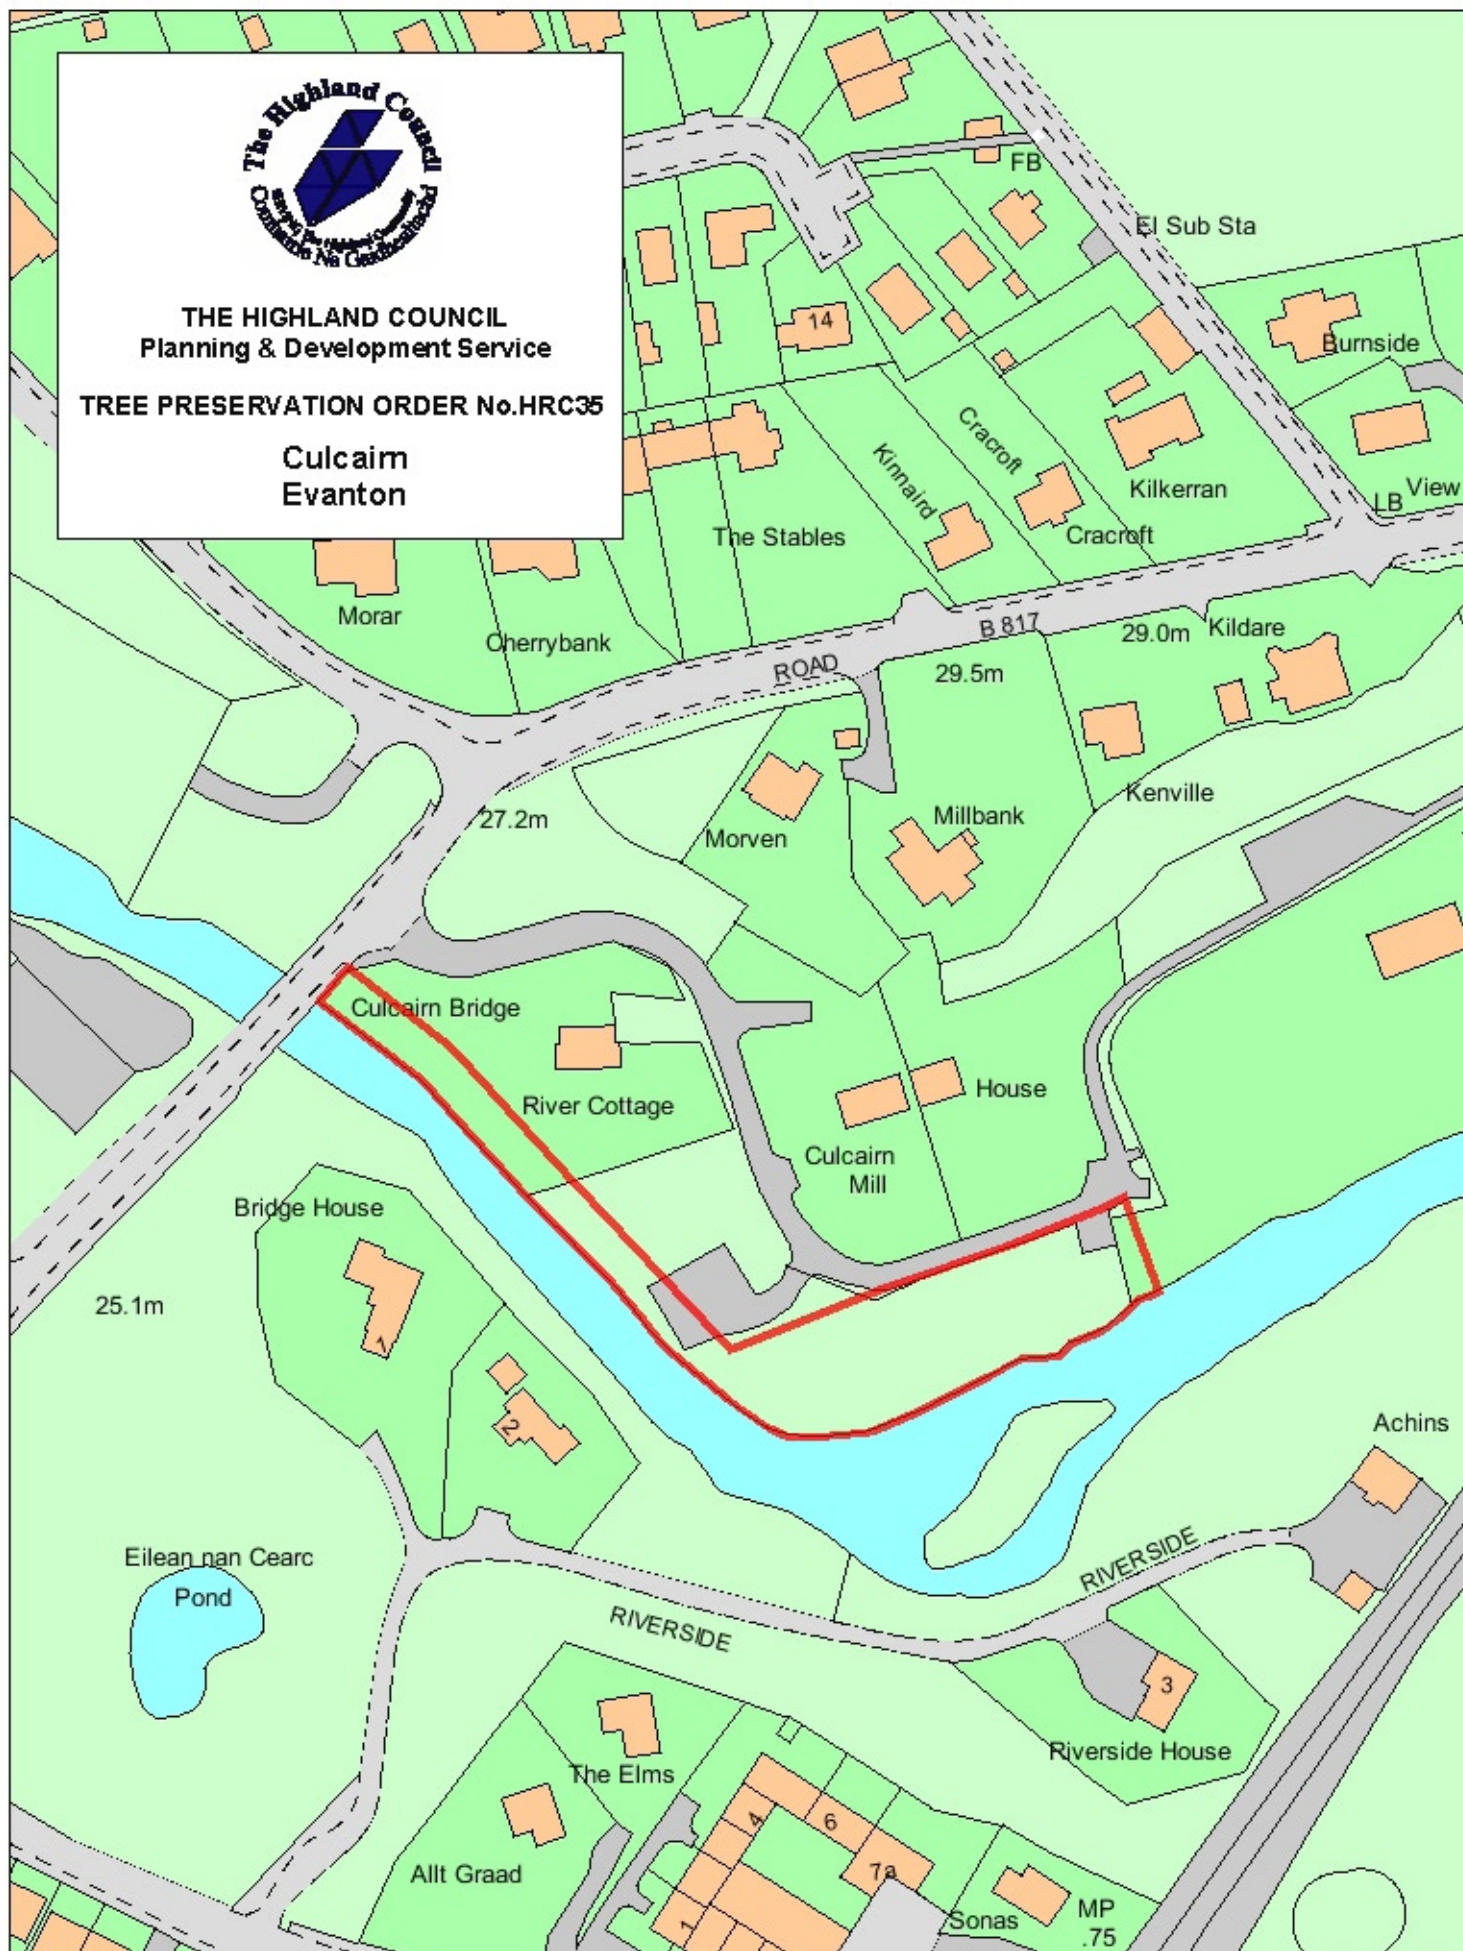 The Highland Council
Comhairle Na Gaidhealtachd
THE HIGHLAND COUNCIL
Planning & Development Service
TREE PRESERVATION ORDER No.HRC35
Culcairn
Evanton
FB
El Sub Sta
14
Burnside
Cracroft
Kinnaird
Kilkerran
View
LB
The Stables
Cracroft
Morar
Cherrybank
B 817
29.0m
Kildare
ROAD
29.5m
27.2m
Kenville
Morven
Millbank
Culcairn Bridge
House
River Cottage
Culcairn
Mill
Bridge House
25.1m
1
2
Achins
Eilean nan Cearc
Pond
RIVERSIDE
RIVERSIDE
3
Riverside House
The Elms
4
6
7a
Allt Graad
1
Sonas
MP
.75